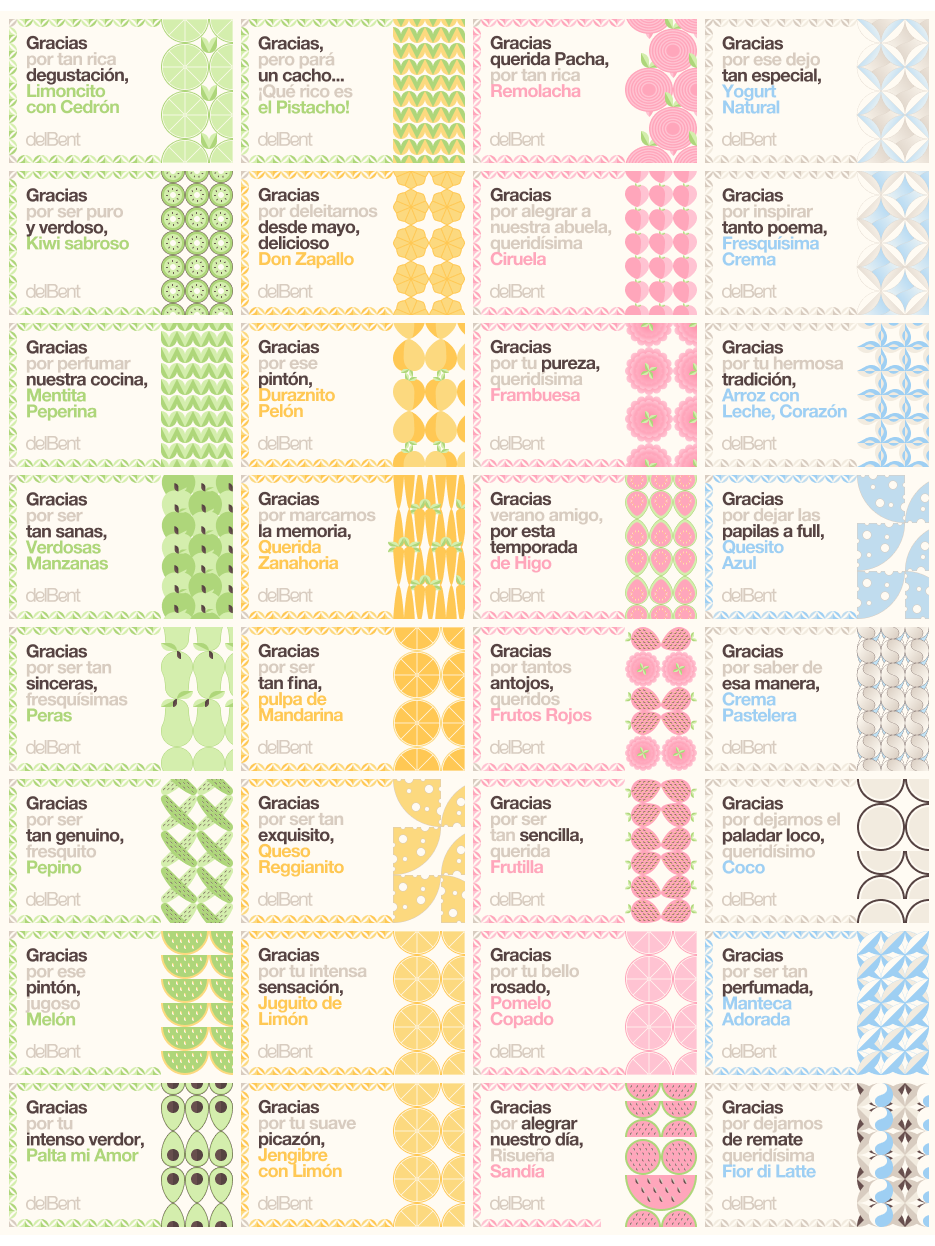 Gracias
por tan rica
degustación,
Limoncito
con Cedrón
delBent
Gracias,
pero pará
un cacho...
¡Qué rico es
el Pistacho!
delBent
Gracias
querida Pacha,
por tan rica
Remolacha
delBent
Gracias
por ese dejo
tan especial,
Yogurt
Natural
delBent
Gracias
por ser puro
y verdoso,
Kiwi sabroso
delBent
Gracias
por deleitarnos
desde mayo,
delicioso
Don Zapallo
delBent
Gracias
por alegrar a
nuestra abuela,
queridísima
Ciruela
delBent
Gracias
por inspirar
tanto poema,
Fresquísima
Crema
delBent
Gracias
por perfumar
nuestra cocina,
Mentita
Peperina
delBent
Gracias
por ese
pintón,
Duraznito
Pelón
delBent
Gracias
por tu pureza,
queridísima
Frambuesa
delBent
Gracias
por tu hermosa
tradición,
Arroz con
Leche, Corazón
delBent
Gracias
por ser
tan sanas,
Verdosas
Manzanas
delBent
Gracias
por marcarnos
la memoria,
Querida
Zanahoria
delBent
Gracias
verano amigo,
por esta
temporada
de Higo
delBent
Gracias
por dejar las
papilas a full,
Quesito
Azul
delBent
Gracias
por ser tan
sinceras,
fresquísimas
Peras
delBent
Gracias
por ser
tan fina,
pulpa de
Mandarina
delBent
Gracias
por tantos
antojos,
queridos
Frutos Rojos
delBent
Gracias
por saber de
esa manera,
Crema
Pastelera
delBent
Gracias
por ser
tan genuino,
fresquito
Pepino
delBent
Gracias
por ser tan
exquisito,
Queso
Reggianito
delBent
Gracias
por ser
tan sencilla,
querida
Frutilla
delBent
Gracias
por dejarnos el
paladar loco,
queridísimo
Coco
delBent
Gracias
por ese
pintón,
jugoso
Melón
delBent
Gracias
por tu intensa
sensación,
Juguito de
Limón
delBent
Gracias
por tu bello
rosado,
Pomelo
Copado
delBent
Gracias
por ser tan
perfumada,
Manteca
Adorada
delBent
Gracias
por tu
intenso verdor,
Palta mi Amor
delBent
Gracias
por tu suave
picazón,
Jengibre
con Limón
delBent
Gracias
por alegrar
nuestro día,
Risueña
Sandía
delBent
Gracias
por dejarnos
de remate
queridísima
Fior di Latte
delBent